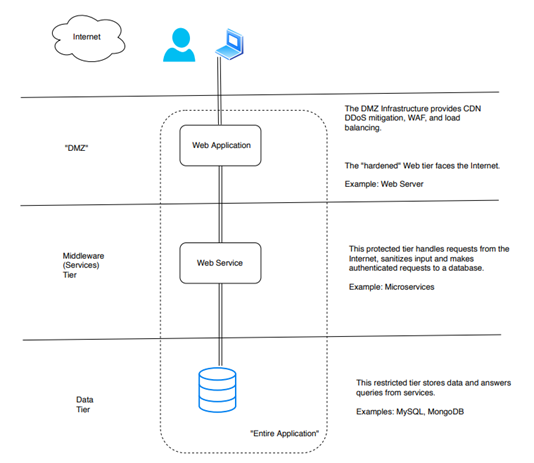 Internet
The DMZ Infrastructure provides CDN
DDoS mitigation, WAF, and load
balancing.
"DMZ"
Web Application
The "hardened" Web tier faces the Internet.
Example: Web Server
Middleware
(Services)
Tier
Web Service
This protected tier handles requests from the
Internet, sanitizes input and makes
authenticated requests to a database.
Example: Microservices
Data
Tier
This restricted tier stores data and answers
queries from services.
Examples: MySQL, MongoDB
"Entire Application"